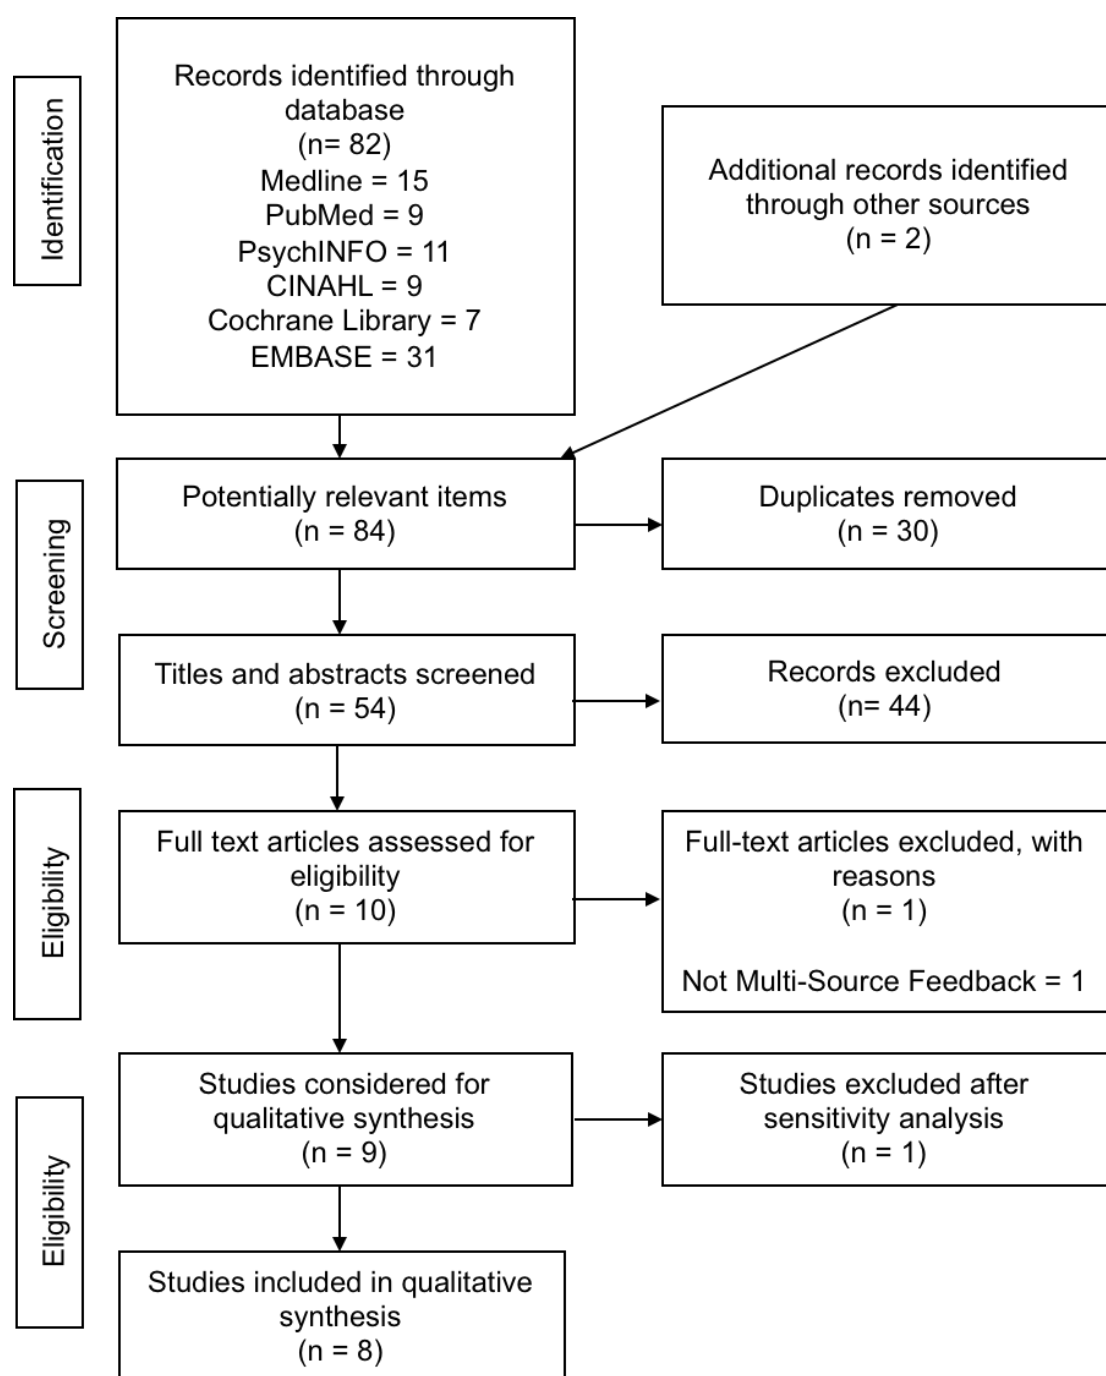 Identification
Records identified through
database
(n= 82)
Medline = 15
PubMed = 9
PsychINFO = 11
CINAHL = 9
Cochrane Library = 7
EMBASE = 31
Additional records identified
through other sources
(n = 2)
Screening
Potentially relevant items
(n = 84)
Duplicates removed
(n = 30)
Titles and abstracts screened
(n = 54)
Records excluded
(n= 44)
Eligibility
Full text articles assessed for
eligibility
(n = 10)
Full-text articles excluded, with
reasons
(n = 1)
Not Multi-Source Feedback = 1
Eligibility
Studies considered for
qualitative synthesis
(n = 9)
Studies excluded after
sensitivity analysis
(n = 1)
Studies included in qualitative
synthesis
(n = 8)